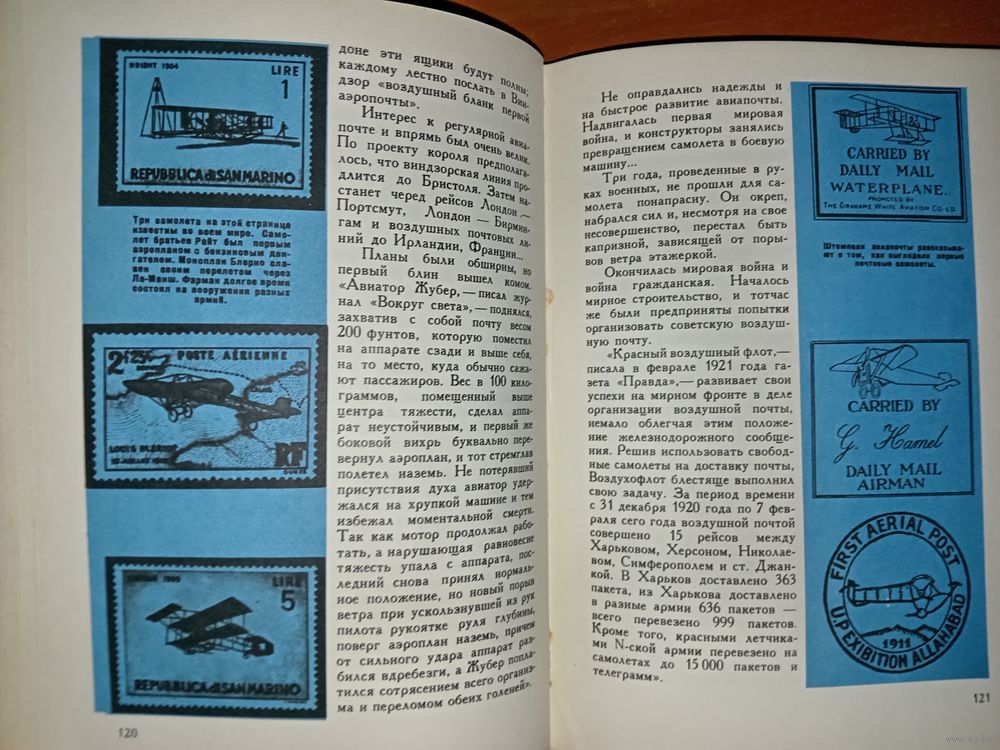 WRIGHT 1904
LIRE
1
REPUBBLICA di SAN MARINO
Три самолета на этой странице
известны во всем мире. Само-
лет братьев Райт был первым
аэропланом с бензиновым дви-
гателем. Моноплан Блерио сла-
вен своим перелетом через
Ла-Манш. Фарман долгое время
состоял на вооружении разных
армий.
2F25
POSTE AÉRIENNE
LOUIS BLÉRIOT
RF
LIRE
5
REPUBBLICA di SAN MARINO
120
доне эти ящики будут полны;
каждому лестно послать в Вин-
дзор «воздушный бланк первой
аэропочты».
Интерес к регулярной авиа-
почте и впрямь был очень велик.
По проекту короля предполага-
лось, что виндзорская линия про-
длится до Бристоля. Затем на-
станет черед рейсов Лондон —
Портсмут, Лондон — Бирмин-
гам и воздушных почтовых ли-
ний до Ирландии, Франции...
Планы были обширны, но
первый блин вышел комом.
«Авиатор Жубер,— писал жур-
нал «Вокруг света»,— поднялся,
захватив с собой почту весом
200 фунтов, которую поместил
на аппарате сзади и выше себя,
на то место, куда обычно сажа-
ют пассажиров. Вес в 100 кило-
граммов, помещенный выше
центра тяжести, сделал аппа-
рат неустойчивым, и первый же
боковой вихрь буквально пере-
вернул аэроплан, и тот стремглав
полетел наземь. Не потерявший
присутствия духа авиатор удер-
жался на хрупкой машине и тем
избежал моментальной смерти.
Так как мотор продолжал рабо-
тать, а нарушающая равновесие
тяжесть упала с аппарата, пос-
ледний снова принял нормаль-
ное положение, но новый порыв
ветра при ускользнувшей из рук
пилота рукоятке руля глубины,
поверг аэроплан наземь, причем
от сильного удара аппарат раз-
бился вдребезги, а Жубер попла-
тился сотрясением всего организ-
ма и переломом обеих голеней».
Не оправдались надежды и
на быстрое развитие авиапочты.
Надвигалась первая мировая
война, и конструкторы занялись
превращением самолета в боевую
машину...
Три года, проведенные в ру-
ках военных, не прошли для са-
молета понапрасну. Он окреп,
набрался сил и, несмотря на свое
несовершенство, перестал быть
капризной, зависящей от поры-
вов ветра этажеркой.
Окончилась мировая война и
война гражданская. Началось
мирное строительство, и тотчас
же были предприняты попытки
организовать советскую воздуш-
ную почту.
«Красный воздушный флот,—
писала в феврале 1921 года га-
зета «Правда»,— развивает свои
успехи на мирном фронте в деле
организации воздушной почты,
немало облегчая этим положе-
ние железнодорожного сообще-
ния. Решив использовать свобод-
ные самолеты на доставку почты,
Воздухофлот блестяще выполнил
свою задачу. За период времени
с 31 декабря 1920 года по 7 фев-
раля сего года воздушной почтой
совершено 15 рейсов между
Харьковом, Херсоном, Николае-
вом, Симферополем и ст. Джан-
кой. В Харьков доставлено 363
пакета, из Харькова доставлено
в разные армии 636 пакетов —
всего перевезено 999 пакетов.
Кроме того, красными летчика-
ми N-ской армии перевезено на
самолетах до 15 000 пакетов и
телеграмм».
CARRIED BY
DAILY MAIL
WATERPLANE.
PROMOTED BY
THE GRAHAME WHITE AVIATION CO LD
Штемпеля авиапочты рассказыва-
ют о том, как выглядели первые
почтовые самолеты.
CARRIED BY
G. Hamel
DAILY MAIL
AIRMAN
FIRST AERIAL POST
1911
U.P. EXIBITION ALLAHABAD
121
www.ay.by